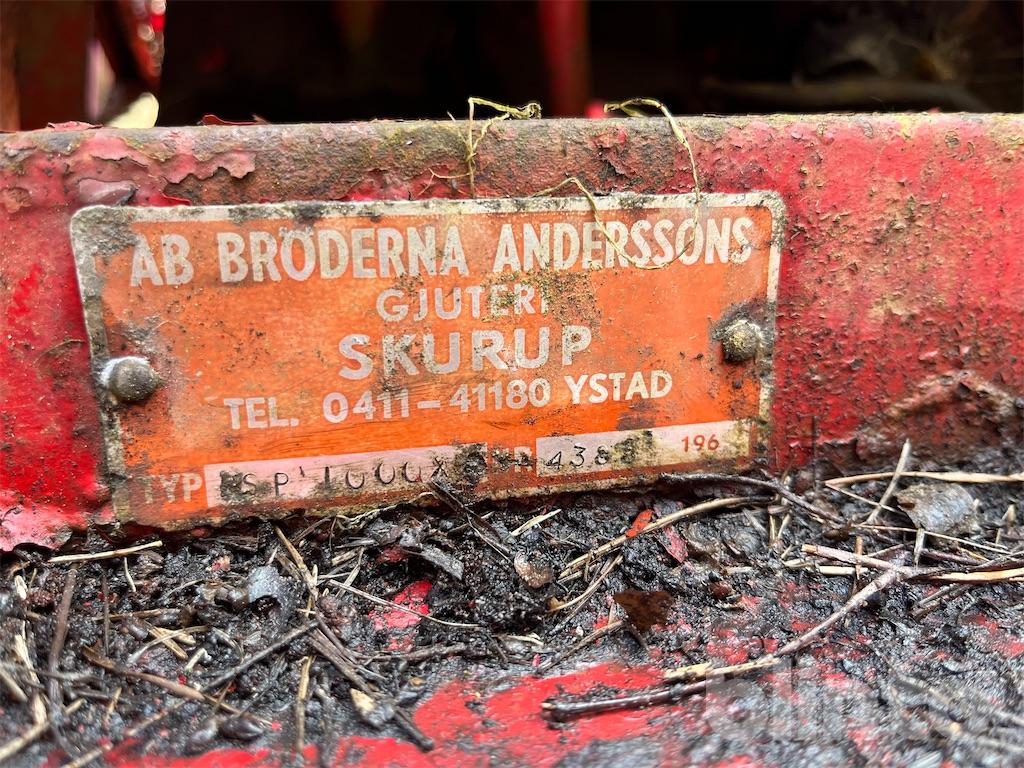 AB BRÖDERNA ANDERSSONS
GJUTERI
SKURUP
TEL. 0411-41180 YSTAD
TYP 196